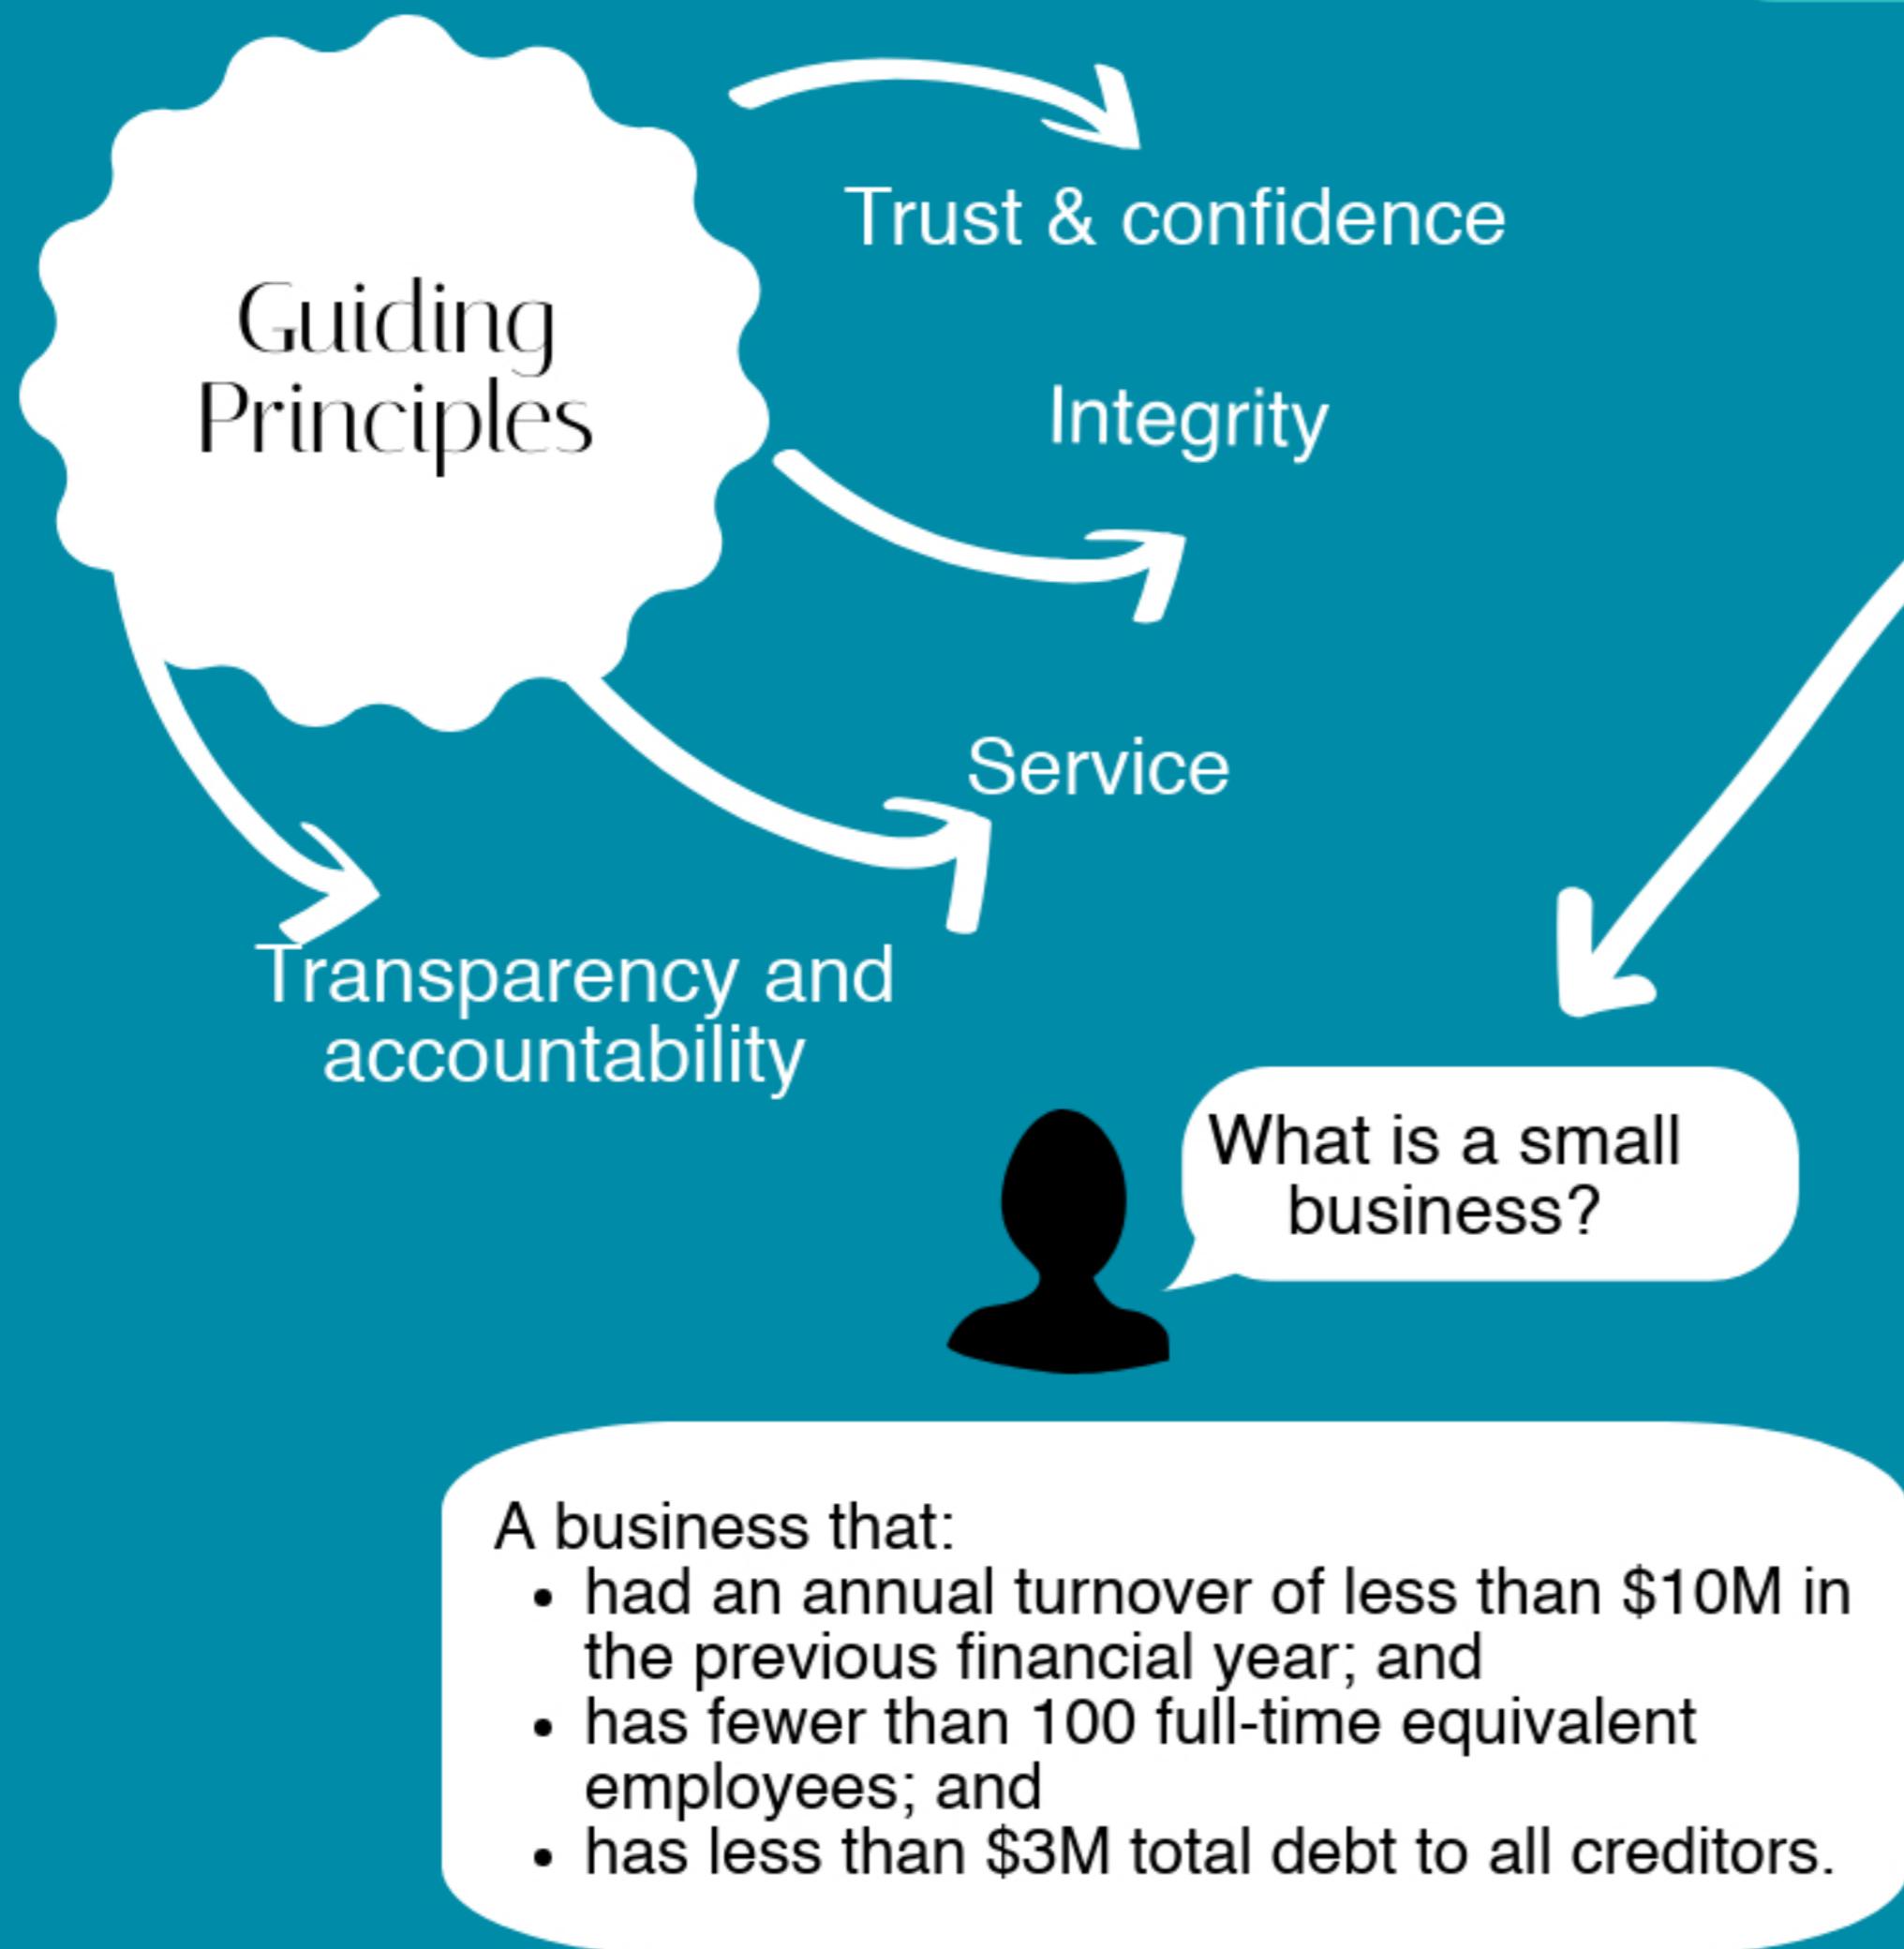 Guiding
Principles
Trust & confidence
Integrity
Service
Transparency and
accountability
What is a small
business?
A business that:
• had an annual turnover of less than $10M in
the previous financial year; and
• has fewer than 100 full-time equivalent
employees; and
• has less than $3M total debt to all creditors.